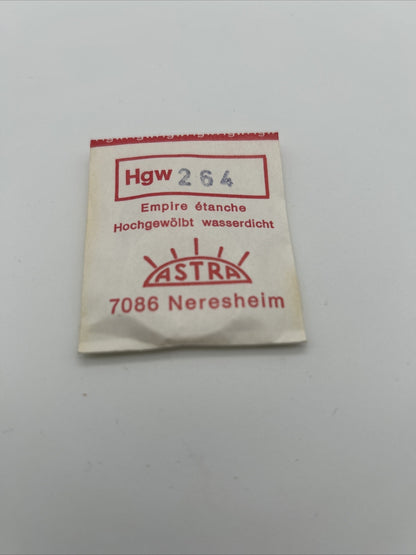 Hgw 264
Empire étanche
Hochgewölbt wasserdicht
ASTRA
7086 Neresheim